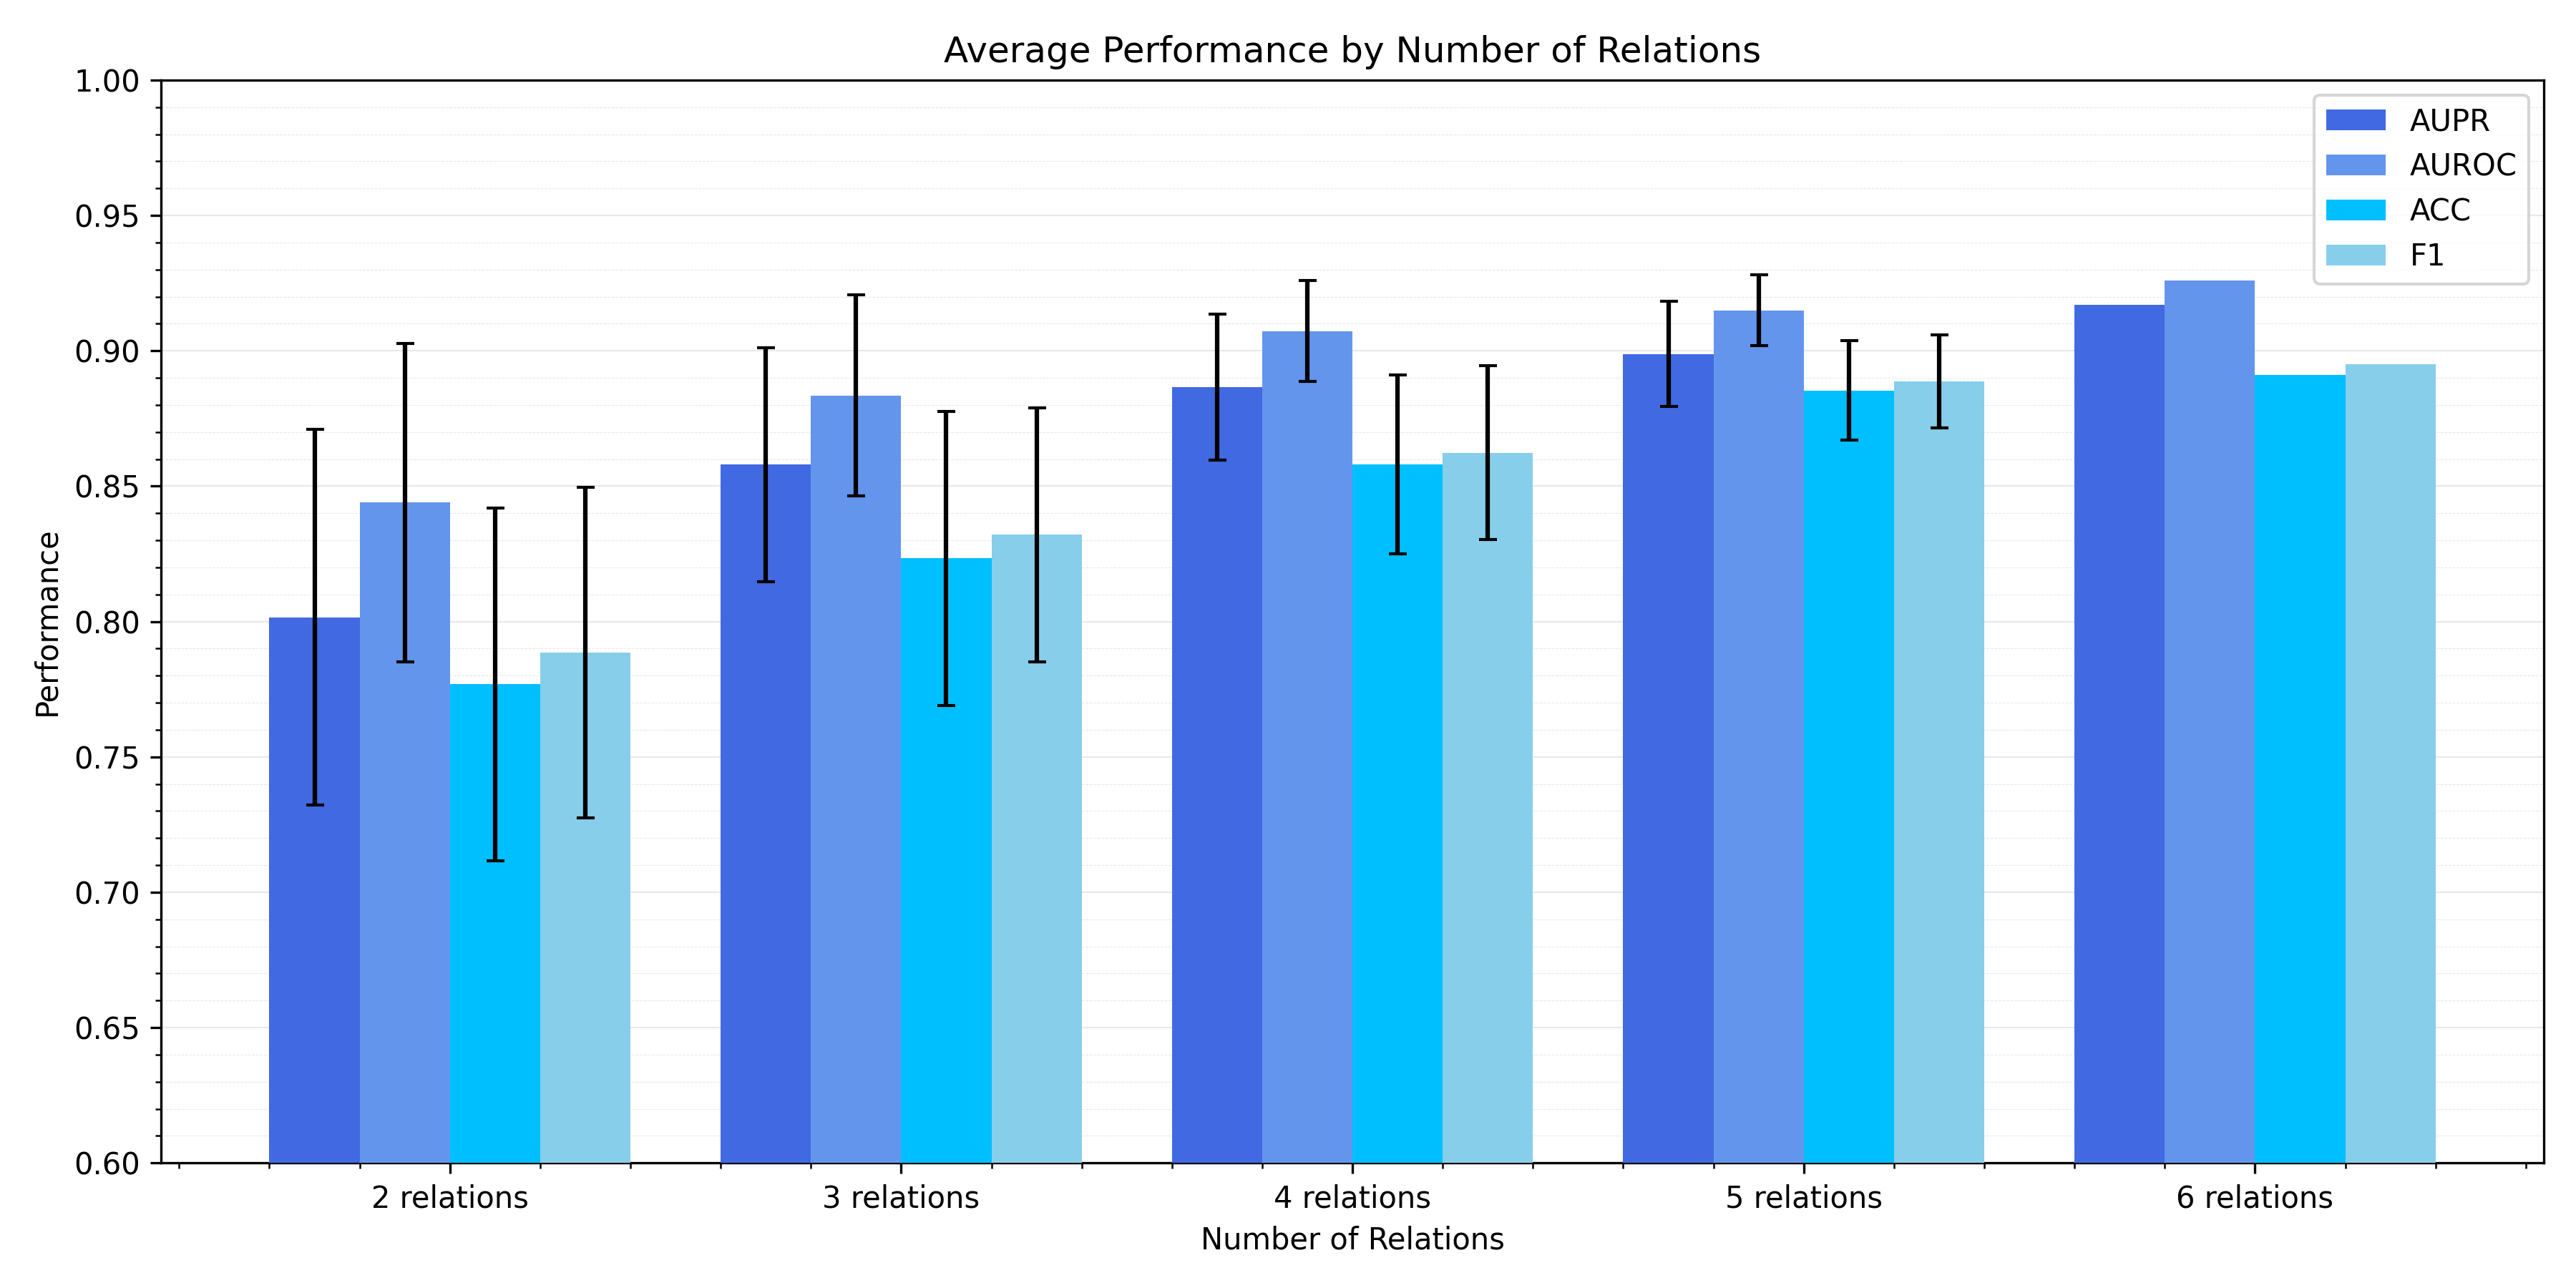 Average Performance by Number of Relations
1.00
0.95
0.90
0.85
0.80
0.75
0.70
0.65
0.60
Performance
AUPR
AUROC
ACC
F1
2 relations
3 relations
4 relations
5 relations
6 relations
Number of Relations